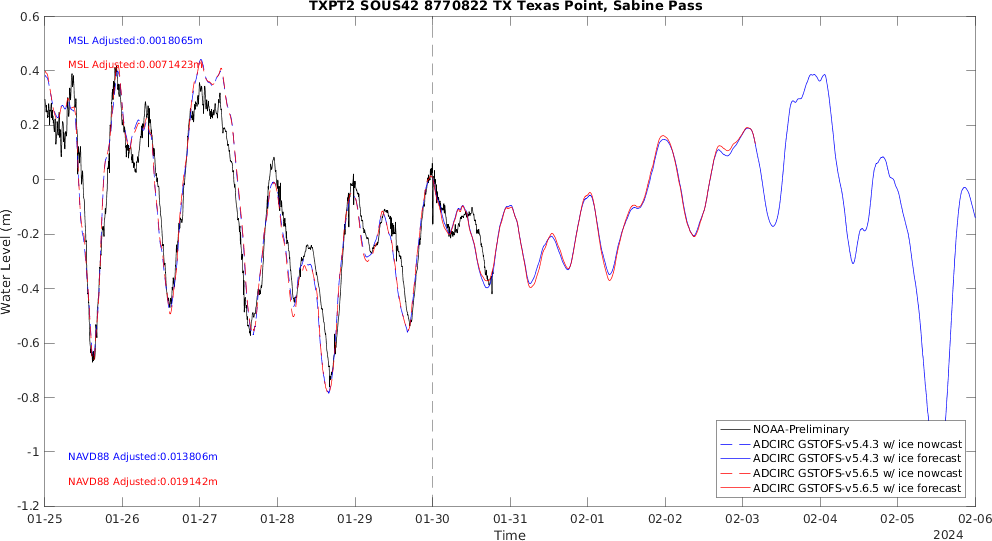 TXPT2 SOUS42 8770822 TX Texas Point, Sabine Pass
0.6
0.4
0.2
0
-0.2
-0.4
-0.6
-0.8
-1
-1.2
Water Level (m)
MSL Adjusted:0.0018065m
MSL Adjusted:0.0071423m
NAVD88 Adjusted:0.013806m
NAVD88 Adjusted:0.019142m
NOAA-Preliminary
ADCIRC GSTOFS-v5.4.3 w/ ice nowcast
ADCIRC GSTOFS-v5.4.3 w/ ice forecast
ADCIRC GSTOFS-v5.6.5 w/ ice nowcast
ADCIRC GSTOFS-v5.6.5 w/ ice forecast
01-25 01-26 01-27 01-28 01-29 01-30 01-31 02-01 02-02 02-03 02-04 02-05 02-06
Time
2024